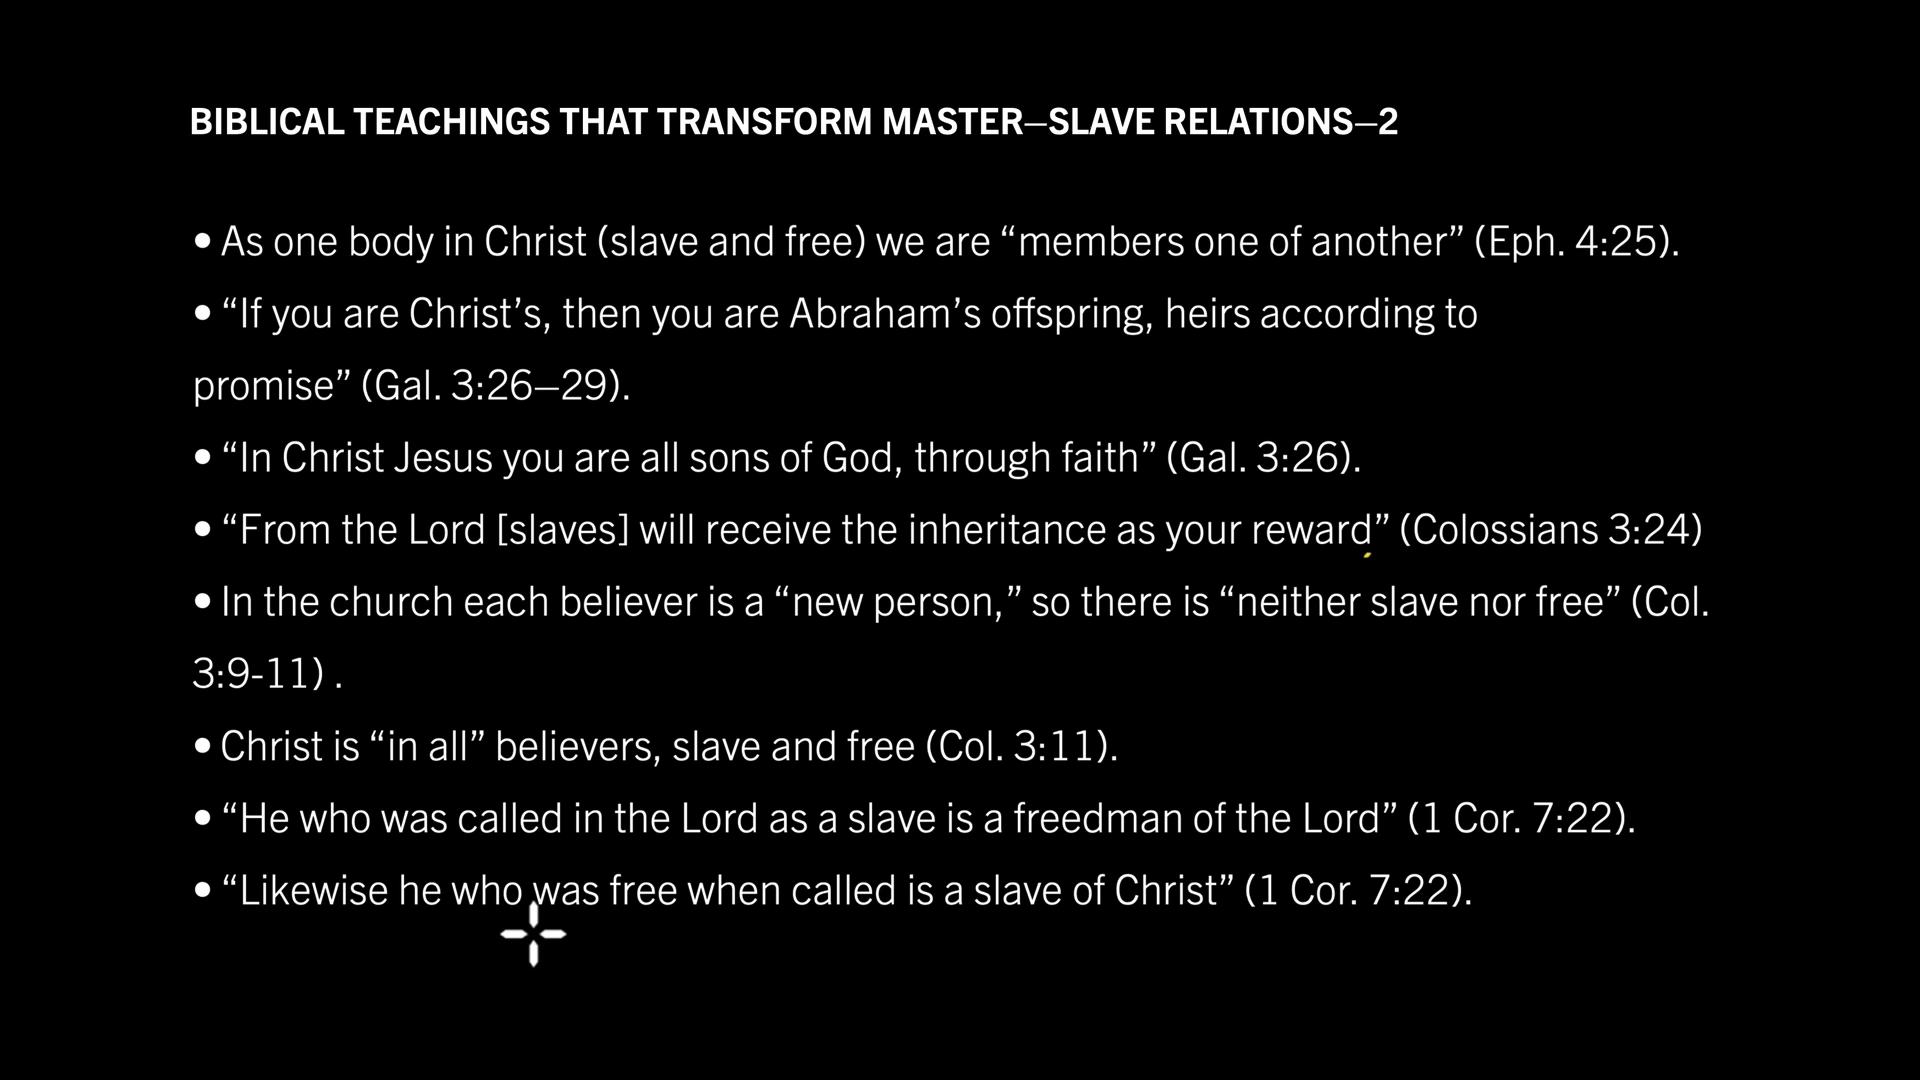 BIBLICAL TEACHINGS THAT TRANSFORM MASTER—SLAVE RELATIONS—2
• As one body in Christ (slave and free) we are “members one of another” (Eph. 4:25).
• “If you are Christ’s, then you are Abraham’s offspring, heirs according to
promise” (Gal. 3:26–29).
• “In Christ Jesus you are all sons of God, through faith” (Gal. 3:26).
• “From the Lord [slaves] will receive the inheritance as your reward” (Colossians 3:24)
• In the church each believer is a “new person,” so there is “neither slave nor free” (Col.
3:9-11) .
• Christ is “in all” believers, slave and free (Col. 3:11).
• “He who was called in the Lord as a slave is a freedman of the Lord” (1 Cor. 7:22).
• “Likewise he who was free when called is a slave of Christ” (1 Cor. 7:22).